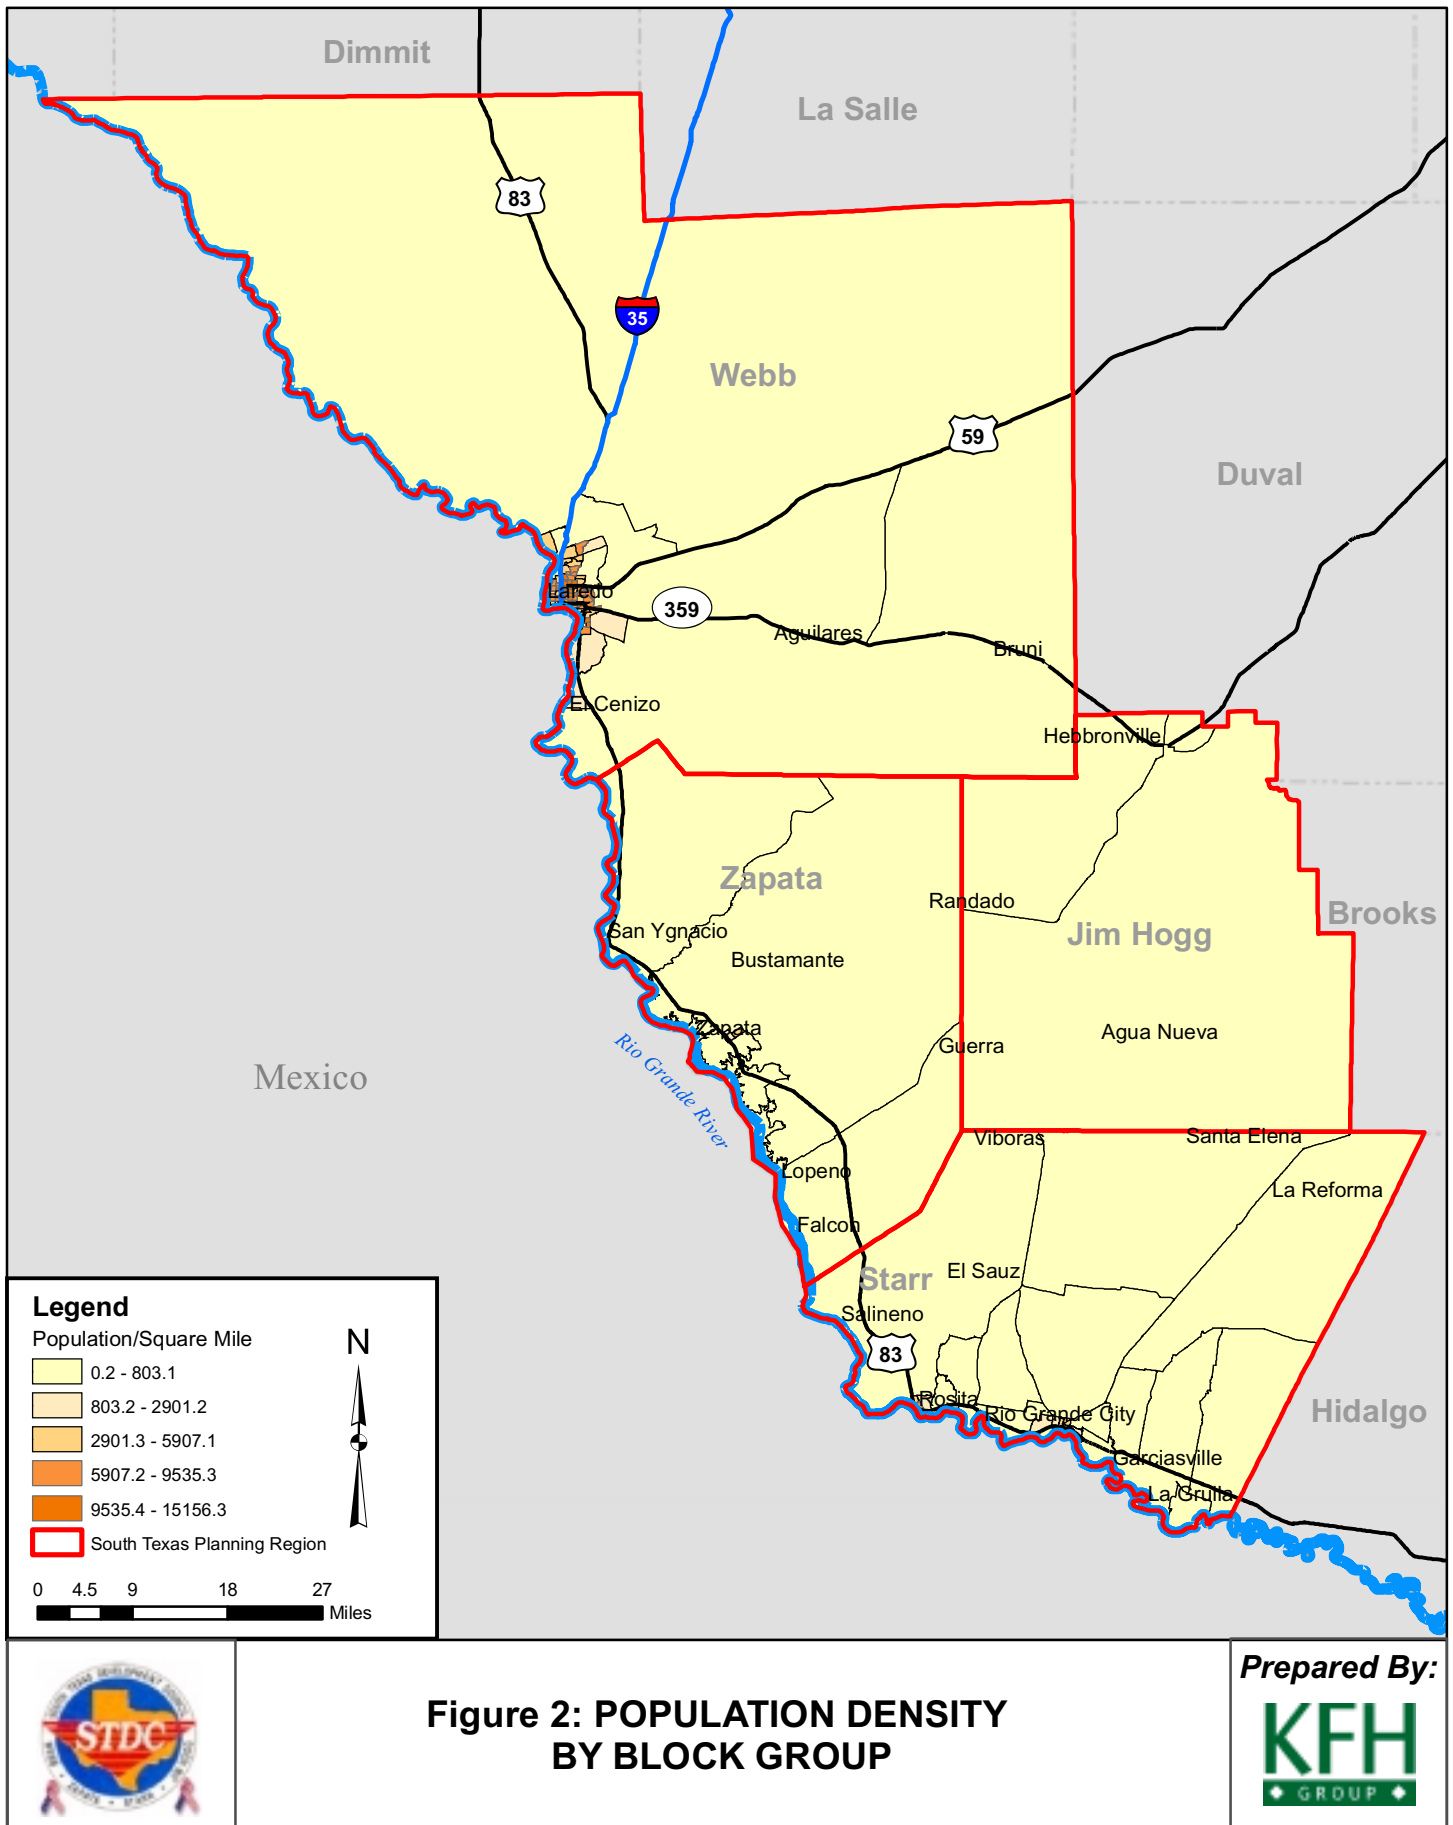 Dimmit
La Salle
83
35
Webb
59
Duval
Laredo
359
Aguilares
Bruni
El Cenizo
Hebbronville
Zapata
Randado
Brooks
San Ygnacio
Jim Hogg
Bustamante
Zapata
Agua Nueva
Guerra
Rio Grande River
Mexico
Viboras
Santa Elena
Lopeno
La Reforma
Falcon
Starr
El Sauz
Salineno
83
Rosita
Rio Grande City
Hidalgo
Garciasville
La Grulla
Legend
Population/Square Mile
N
0.2 - 803.1
803.2 - 2901.2
2901.3 - 5907.1
5907.2 - 9535.3
9535.4 - 15156.3
South Texas Planning Region
0 4.5 9 18 27
Miles
SOUTH TEXAS DEVELOPMENT COUNCIL
STDC
Figure 2: POPULATION DENSITY
BY BLOCK GROUP
Prepared By:
KFH
GROUP